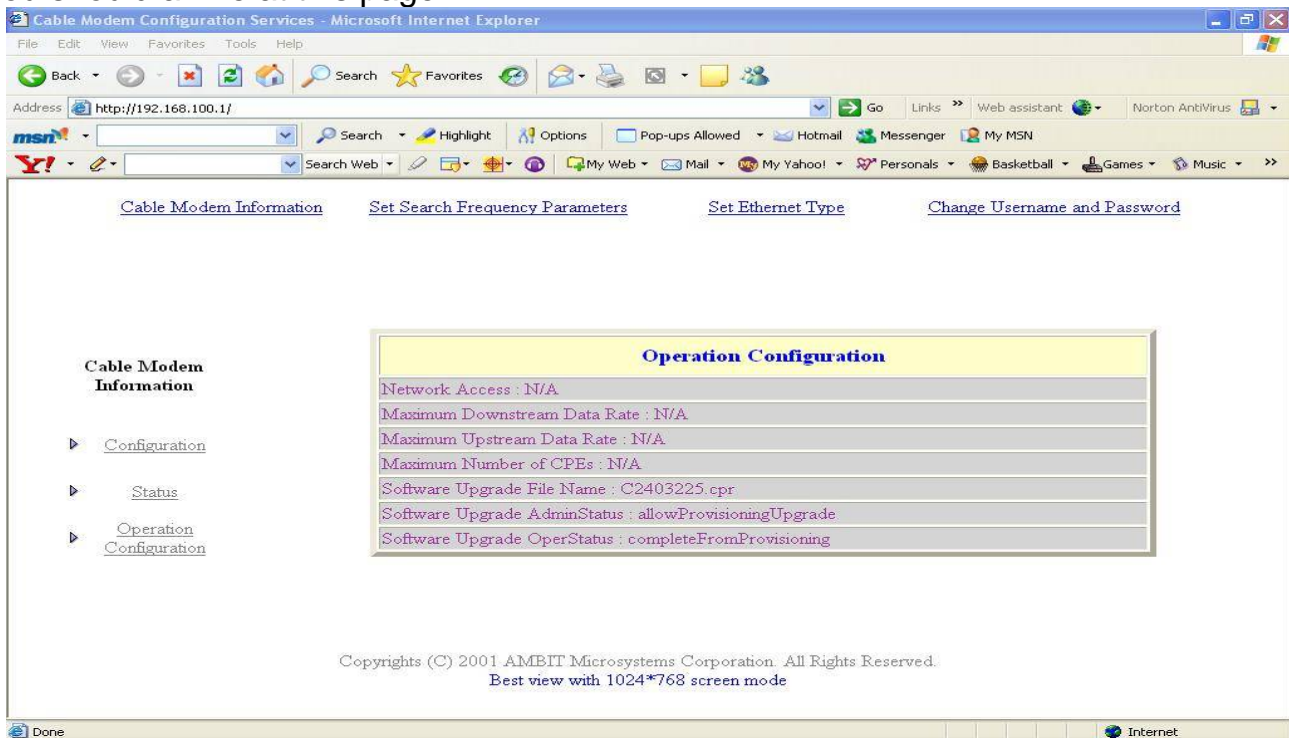 Cable Modem Configuration Services - Microsoft Internet Explorer
File Edit View Favorites Tools Help
Back Search Favorites
Address http://192.168.100.1/ Go Links » Web assistant Norton AntiVirus
msn Search Highlight Options Pop-ups Allowed Hotmail Messenger My MSN
Y! Search Web My Web Mail My Yahoo! Personals Basketball Games Music »
Cable Modem Information Set Search Frequency Parameters Set Ethernet Type Change Username and Password
Cable Modem
Information
Configuration
Status
Operation
Configuration
Operation Configuration
Network Access : N/A
Maximum Downstream Data Rate : N/A
Maximum Upstream Data Rate : N/A
Maximum Number of CPEs : N/A
Software Upgrade File Name : C2403225.cpr
Software Upgrade AdminStatus : allowProvisioningUpgrade
Software Upgrade OperStatus : completeFromProvisioning
Copyrights (C) 2001 AMBIT Microsystems Corporation. All Rights Reserved.
Best view with 1024*768 screen mode
Done Internet